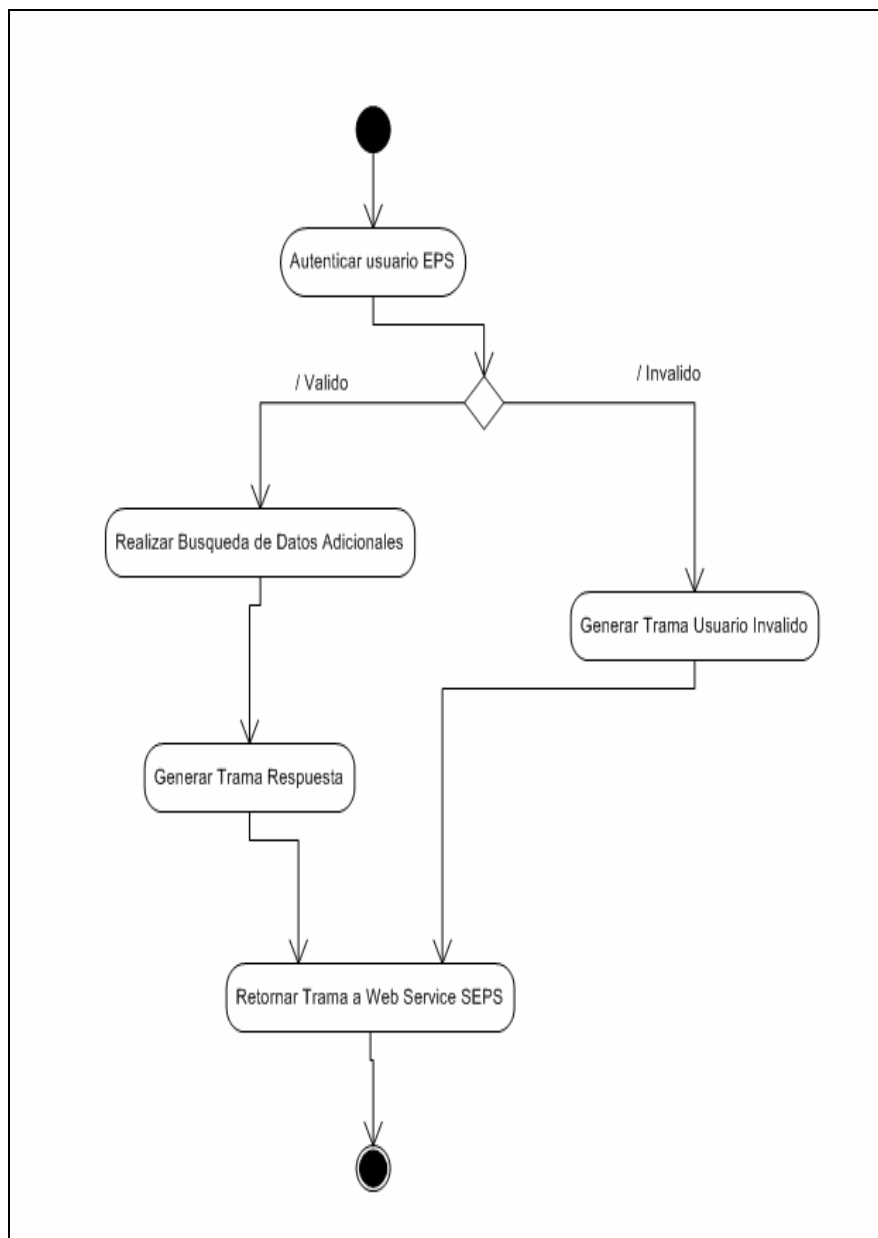 Autenticar usuario EPS
/ Valido
/ Invalido
Realizar Busqueda de Datos Adicionales
Generar Trama Usuario Invalido
Generar Trama Respuesta
Retornar Trama a Web Service SEPS